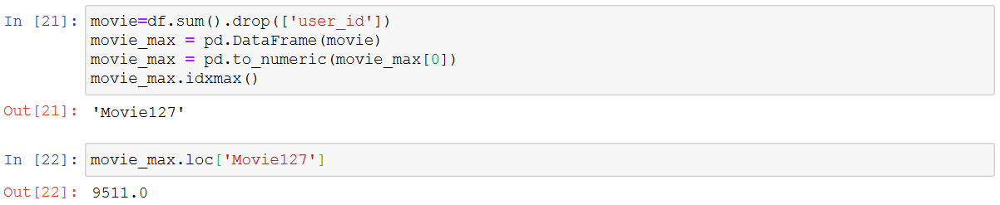 In [21]: movie=df.sum().drop(['user_id'])
movie_max = pd.DataFrame(movie)
movie_max = pd.to_numeric(movie_max[0])
movie_max.idxmax()
Out[21]: 'Movie127'
In [22]: movie_max.loc['Movie127']
Out[22]: 9511.0